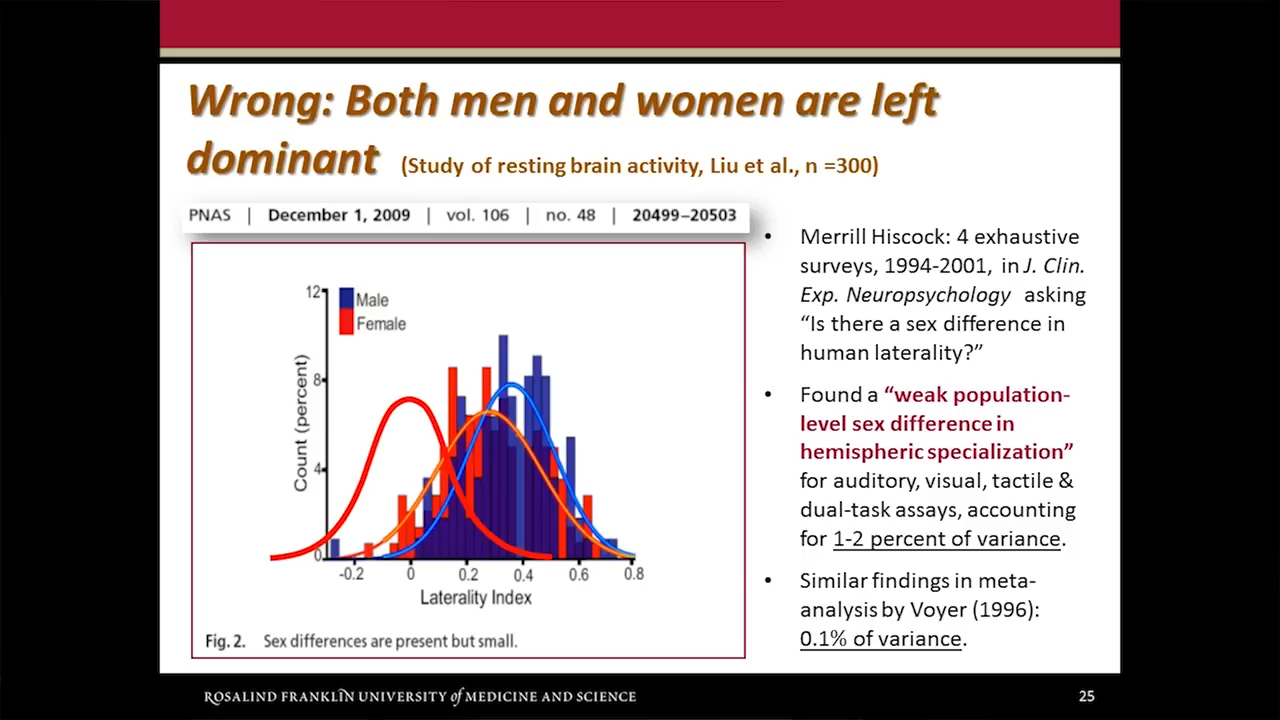 Wrong: Both men and women are left
dominant (Study of resting brain activity, Liu et al., n =300)
PNAS | December 1, 2009 | vol. 106 | no. 48 | 20499–20503
12
8
4
0
Count (percent)
Male
Female
-0.2 0 0.2 0.4 0.6 0.8
Laterality Index
Fig. 2. Sex differences are present but small.
• Merrill Hiscock: 4 exhaustive
surveys, 1994-2001, in J. Clin.
Exp. Neuropsychology asking
“Is there a sex difference in
human laterality?”
• Found a “weak population-
level sex difference in
hemispheric specialization”
for auditory, visual, tactile &
dual-task assays, accounting
for 1-2 percent of variance.
• Similar findings in meta-
analysis by Voyer (1996):
0.1% of variance.
ROSALIND FRANKLIN UNIVERSITY of MEDICINE AND SCIENCE
25